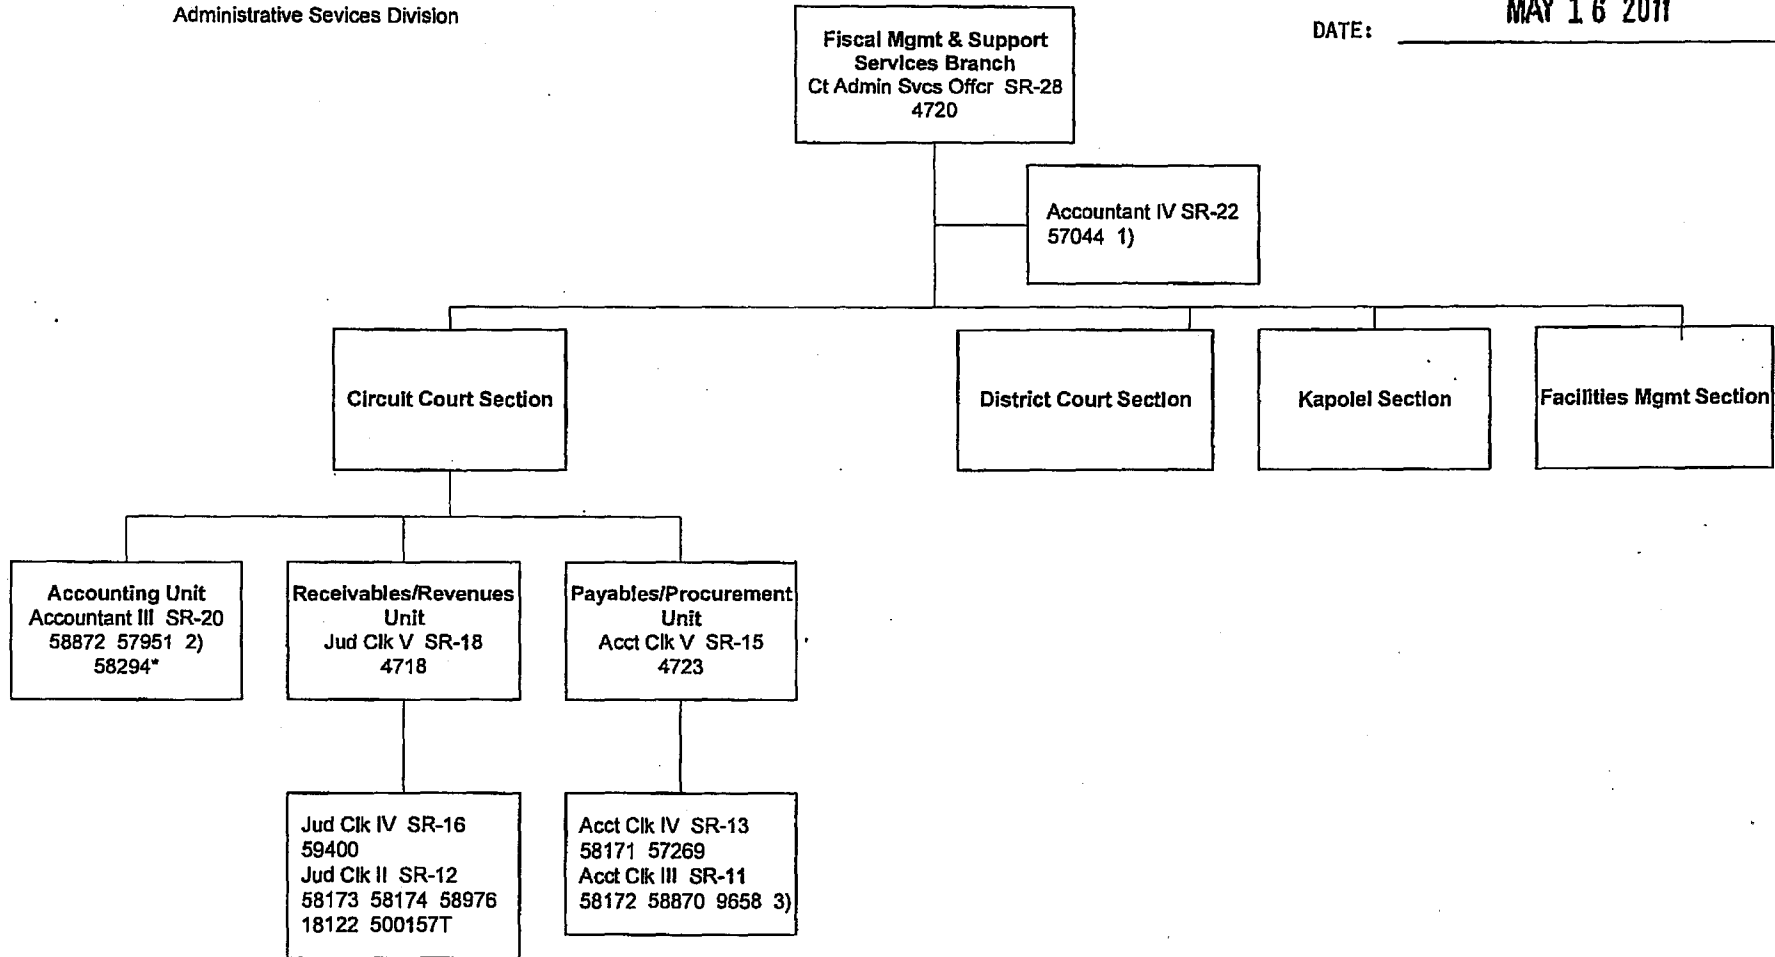 Administrative Sevices Division
DATE: MAY 16 2011
Fiscal Mgmt & Support
Services Branch
Ct Admin Svcs Offcr SR-28
4720
Accountant IV SR-22
57044 1)
Circuit Court Section
District Court Section
Kapolei Section
Facilities Mgmt Section
Accounting Unit
Accountant III SR-20
58872 57951 2)
58294*
Receivables/Revenues
Unit
Jud Clk V SR-18
4718
Payables/Procurement
Unit
Acct Clk V SR-15
4723
Jud Clk IV SR-16
59400
Jud Clk II SR-12
58173 58174 58976
18122 500157T
Acct Clk IV SR-13
58171 57269
Acct Clk III SR-11
58172 58870 9658 3)